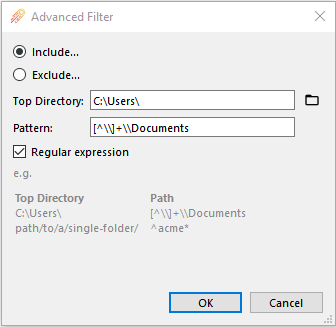 Advanced Filter
Include...
Exclude...
Top Directory: C:\Users\
Pattern: [^\\]+\\Documents
Regular expression
e.g.
Top Directory Path
C:\Users\ [^\\]+\\Documents
path/to/a/single-folder/ ^acme*
OK Cancel